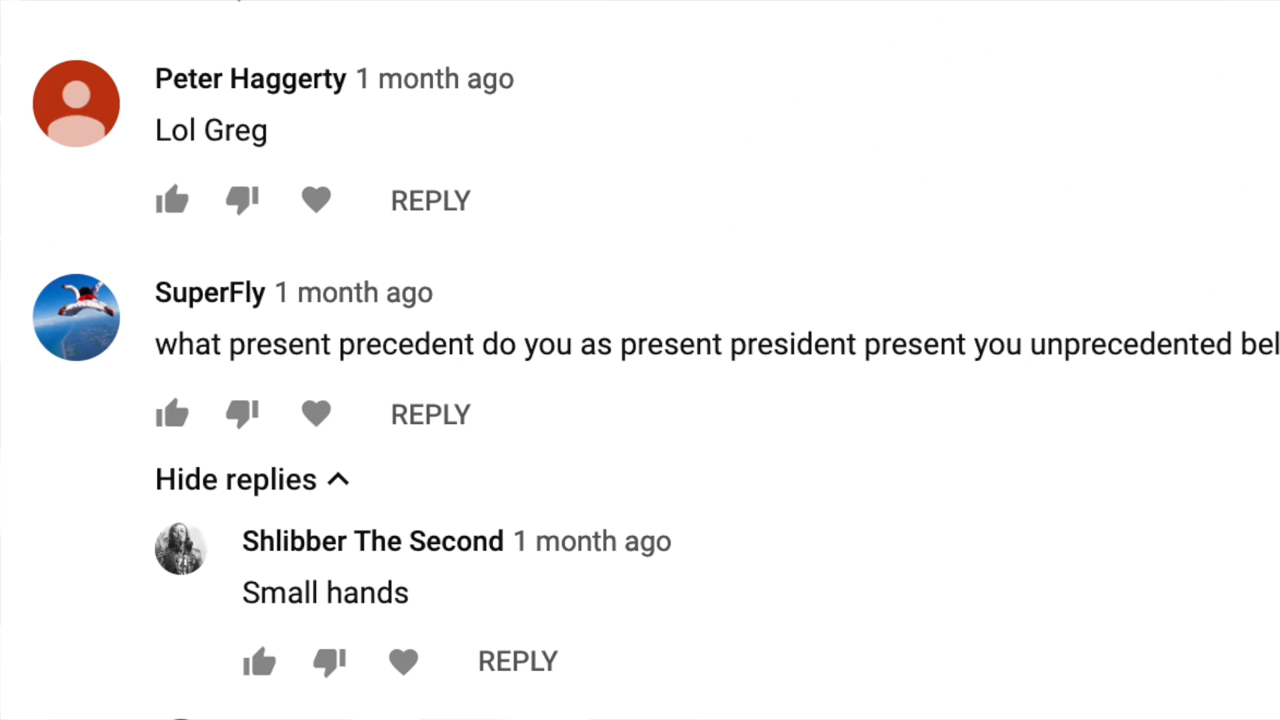 Peter Haggerty 1 month ago
Lol Greg
REPLY
SuperFly 1 month ago
what present precedent do you as present president present you unprecedented bel
REPLY
Hide replies
Shlibber The Second 1 month ago
Small hands
REPLY